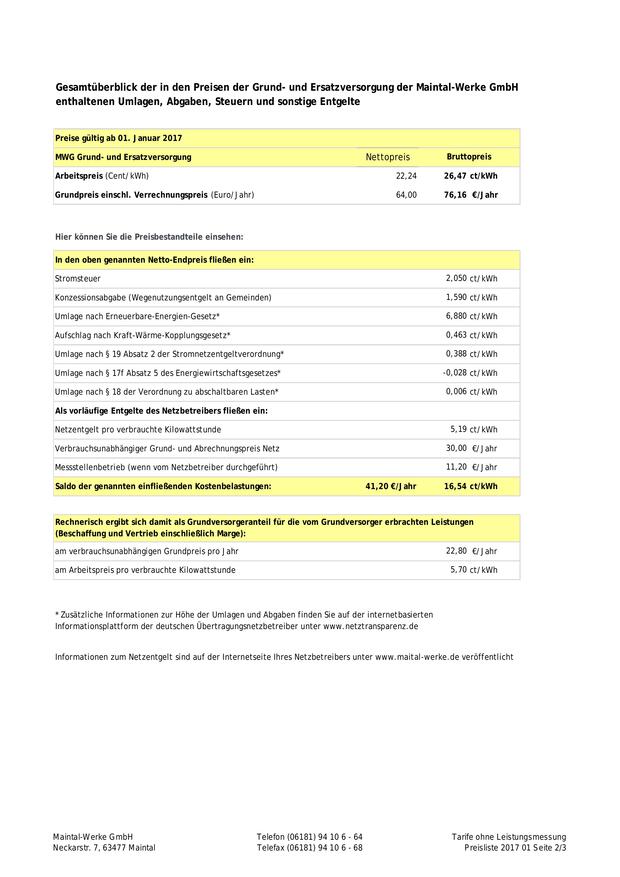 Gesamtüberblick der in den Preisen der Grund- und Ersatzversorgung der Maintal-Werke GmbH
enthaltenen Umlagen, Abgaben, Steuern und sonstige Entgelte
Preise gültig ab 01. Januar 2017
MWG Grund- und Ersatzversorgung Nettopreis Bruttopreis
Arbeitspreis (Cent/kWh) 22,24 26,47 ct/kWh
Grundpreis einschl. Verrechnungspreis (Euro/Jahr) 64,00 76,16 €/Jahr
Hier können Sie die Preisbestandteile einsehen:
In den oben genannten Netto-Endpreis fließen ein:
Stromsteuer 2,050 ct/kWh
Konzessionsabgabe (Wegenutzungsentgelt an Gemeinden) 1,590 ct/kWh
Umlage nach Erneuerbare-Energien-Gesetz* 6,880 ct/kWh
Aufschlag nach Kraft-Wärme-Kopplungsgesetz* 0,463 ct/kWh
Umlage nach § 19 Absatz 2 der Stromnetzentgeltverordnung* 0,388 ct/kWh
Umlage nach § 17f Absatz 5 des Energiewirtschaftsgesetzes* -0,028 ct/kWh
Umlage nach § 18 der Verordnung zu abschaltbaren Lasten* 0,006 ct/kWh
Als vorläufige Entgelte des Netzbetreibers fließen ein:
Netzentgelt pro verbrauchte Kilowattstunde 5,19 ct/kWh
Verbrauchsunabhängiger Grund- und Abrechnungspreis Netz 30,00 €/Jahr
Messstellenbetrieb (wenn vom Netzbetreiber durchgeführt) 11,20 €/Jahr
Saldo der genannten einfließenden Kostenbelastungen: 41,20 €/Jahr 16,54 ct/kWh
Rechnerisch ergibt sich damit als Grundversorgeranteil für die vom Grundversorger erbrachten Leistungen
(Beschaffung und Vertrieb einschließlich Marge):
am verbrauchsunabhängigen Grundpreis pro Jahr 22,80 €/Jahr
am Arbeitspreis pro verbrauchte Kilowattstunde 5,70 ct/kWh
* Zusätzliche Informationen zur Höhe der Umlagen und Abgaben finden Sie auf der internetbasierten
Informationsplattform der deutschen Übertragungsnetzbetreiber unter www.netztransparenz.de
Informationen zum Netzentgelt sind auf der Internetseite Ihres Netzbetreibers unter www.maital-werke.de veröffentlicht
Maintal-Werke GmbH Telefon (06181) 94 10 6 - 64 Tarife ohne Leistungsmessung
Neckarstr. 7, 63477 Maintal Telefax (06181) 94 10 6 - 68 Preisliste 2017 01 Seite 2/3